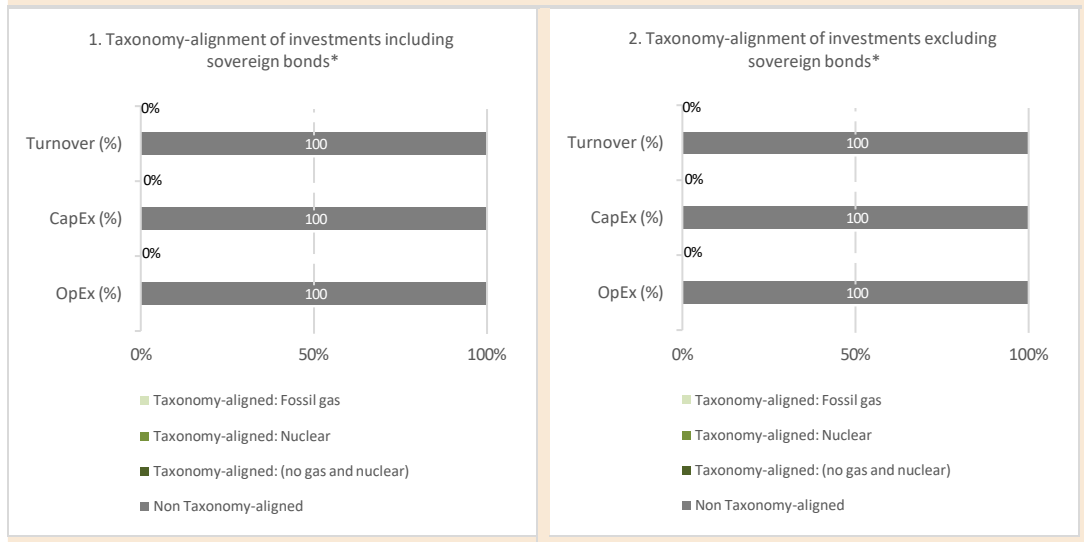 1. Taxonomy-alignment of investments including
sovereign bonds*
0%
Turnover (%)
100
0%
CapEx (%)
100
0%
OpEx (%)
100
0%
50%
100%
Taxonomy-aligned: Fossil gas
Taxonomy-aligned: Nuclear
Taxonomy-aligned: (no gas and nuclear)
Non Taxonomy-aligned
2. Taxonomy-alignment of investments excluding
sovereign bonds*
0%
Turnover (%)
100
0%
CapEx (%)
100
0%
OpEx (%)
100
0%
50%
100%
Taxonomy-aligned: Fossil gas
Taxonomy-aligned: Nuclear
Taxonomy-aligned: (no gas and nuclear)
Non Taxonomy-aligned